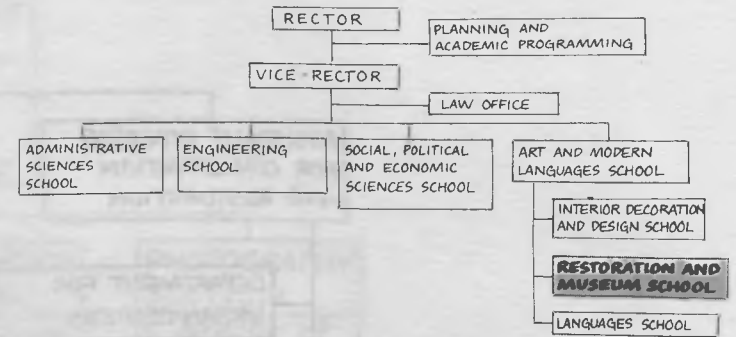 RECTOR
PLANNING AND
ACADEMIC PROGRAMMING
VICE-RECTOR
LAW OFFICE
ADMINISTRATIVE
SCIENCES
SCHOOL
ENGINEERING
SCHOOL
SOCIAL, POLITICAL
AND ECONOMIC
SCIENCES SCHOOL
ART AND MODERN
LANGUAGES SCHOOL
INTERIOR DECORATION
AND DESIGN SCHOOL
RESTORATION AND
MUSEUM SCHOOL
LANGUAGES SCHOOL